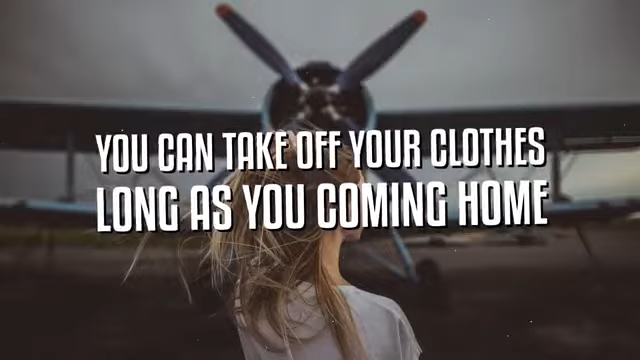 YOU CAN TAKE OFF YOUR CLOTHES
LONG AS YOU COMING HOME